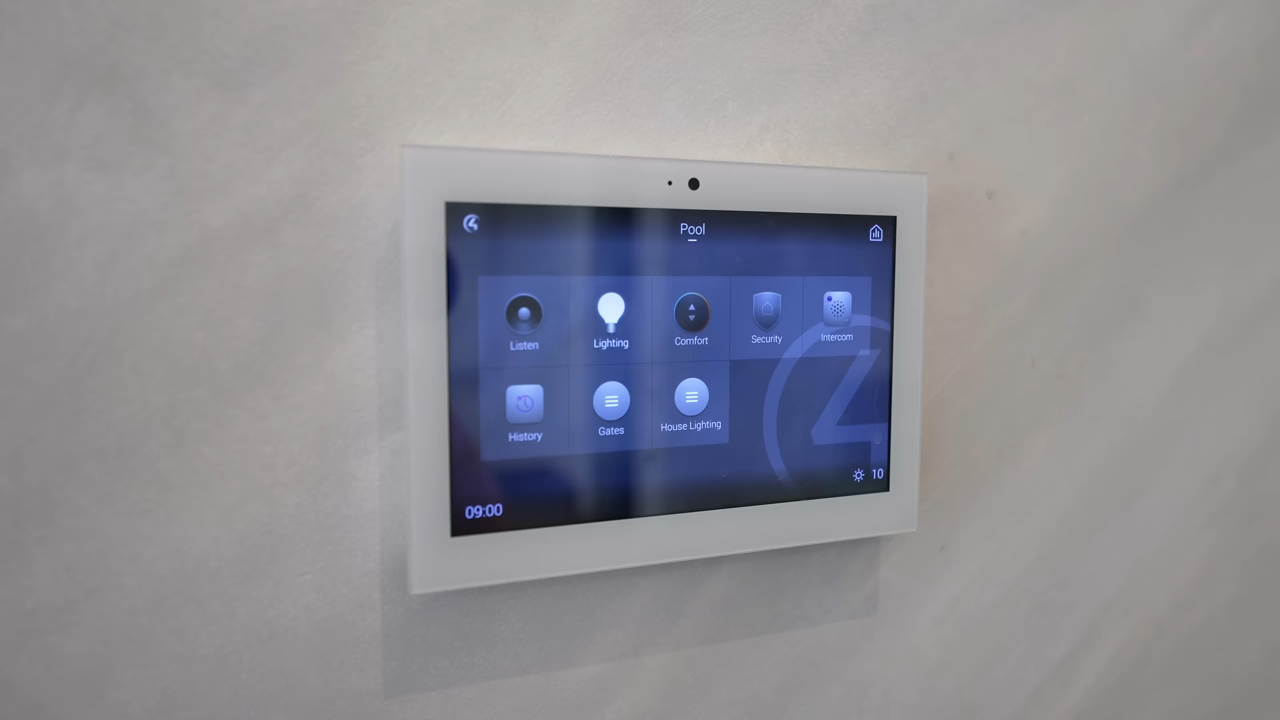 Pool
Listen
Lighting
Comfort
Security
Intercom
History
Gates
House Lighting
09:00
10